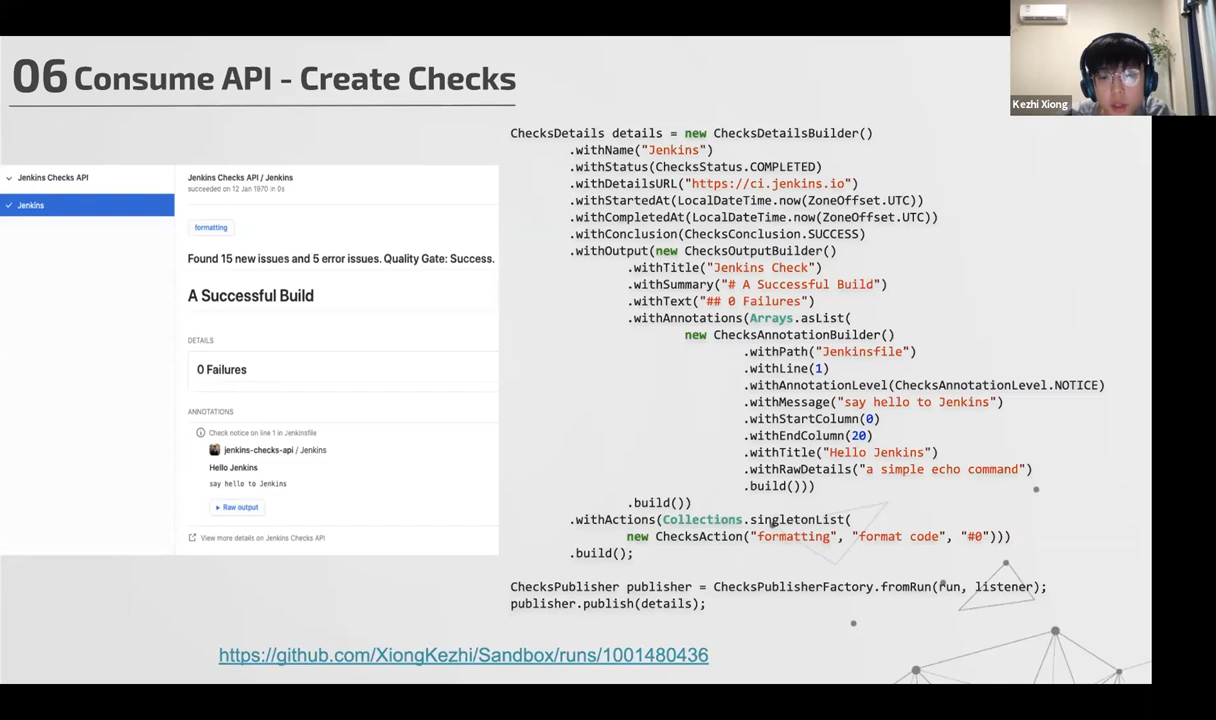 06 Consume API - Create Checks
Kezhi Xiong
Jenkins Checks API
Jenkins
Jenkins Checks API / Jenkins
succeeded on 12 Jan 1970 in 0s
formatting
Found 15 new issues and 5 error issues. Quality Gate: Success.
A Successful Build
DETAILS
0 Failures
ANNOTATIONS
Check notice on line 1 in Jenkinsfile
jenkins-checks-api / Jenkins
Hello Jenkins
say hello to Jenkins
Raw output
View more details on Jenkins Checks API
ChecksDetails details = new ChecksDetailsBuilder()
.withName("Jenkins")
.withStatus(ChecksStatus.COMPLETED)
.withDetailsURL("https://ci.jenkins.io")
.withStartedAt(LocalDateTime.now(ZoneOffset.UTC))
.withCompletedAt(LocalDateTime.now(ZoneOffset.UTC))
.withConclusion(ChecksConclusion.SUCCESS)
.withOutput(new ChecksOutputBuilder()
.withTitle("Jenkins Check")
.withSummary("# A Successful Build")
.withText("## 0 Failures")
.withAnnotations(Arrays.asList(
new ChecksAnnotationBuilder()
.withPath("Jenkinsfile")
.withLine(1)
.withAnnotationLevel(ChecksAnnotationLevel.NOTICE)
.withMessage("say hello to Jenkins")
.withStartColumn(0)
.withEndColumn(20)
.withTitle("Hello Jenkins")
.withRawDetails("a simple echo command")
.build()))
.build())
.withActions(Collections.singletonList(
new ChecksAction("formatting", "format code", "#0")))
.build();
ChecksPublisher publisher = ChecksPublisherFactory.fromRun(run, listener);
publisher.publish(details);
https://github.com/XiongKezhi/Sandbox/runs/1001480436